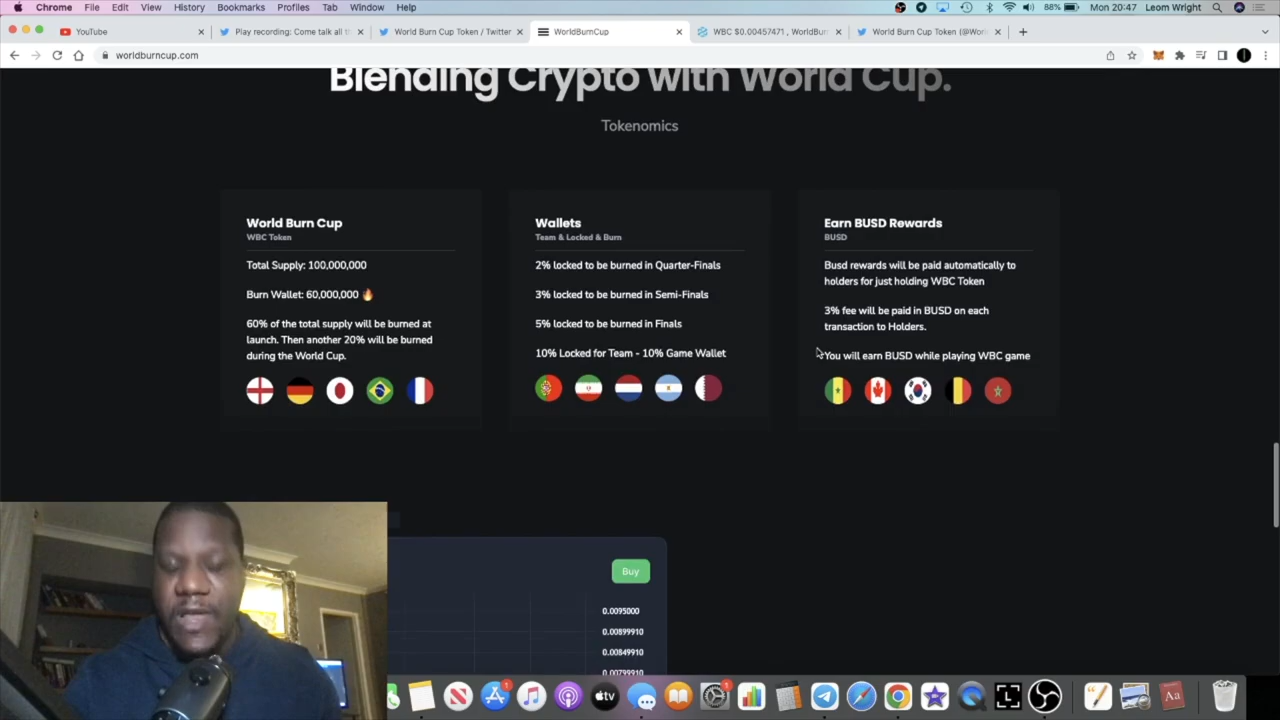 Chrome File Edit View History Bookmarks Profiles Tab Window Help 88% Mon 20:47 Leom Wright
YouTube Play recording: Come talk all t World Burn Cup Token / Twitter WorldBurnCup WBC $0.00457471 , WorldBurn World Burn Cup Token (@Worl
worldburncup.com
Blending Crypto with World Cup.
Tokenomics
World Burn Cup
WBC Token
Total Supply: 100,000,000
Burn Wallet: 60,000,000 🔥
60% of the total supply will be burned at
launch. Then another 20% will be burned
during the World Cup.
Wallets
Team & Locked & Burn
2% locked to be burned in Quarter-Finals
3% locked to be burned in Semi-Finals
5% locked to be burned in Finals
10% Locked for Team - 10% Game Wallet
Earn BUSD Rewards
BUSD
Busd rewards will be paid automatically to
holders for just holding WBC Token
3% fee will be paid in BUSD on each
transaction to Holders.
You will earn BUSD while playing WBC game
Buy
0.0095000
0.00899910
0.00849910
0.00799910
tv
Aa